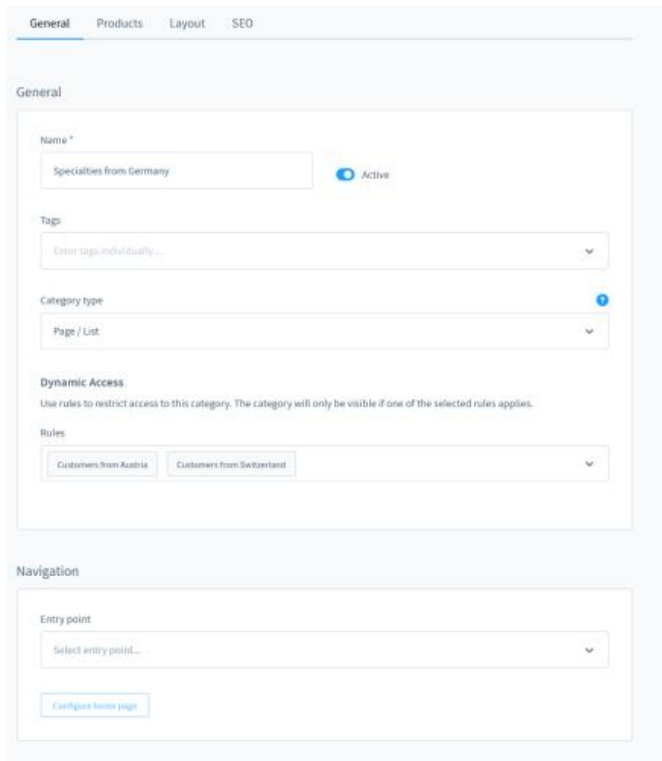 General Products Layout SEO
General
Name *
Specialties from Germany
Active
Tags
Enter tags individually...
Category type
?
Page / List
Dynamic Access
Use rules to restrict access to this category. The category will only be visible if one of the selected rules applies.
Rules
Customers from Austria Customers from Switzerland
Navigation
Entry point
Select entry point...
Configure home page